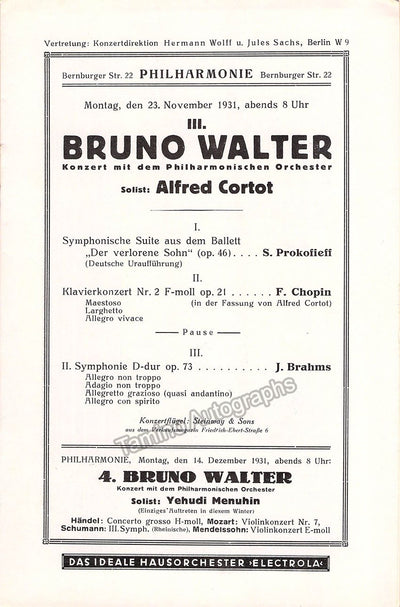 Vertretung: Konzertdirektion Hermann Wolff u. Jules Sachs, Berlin W 9
Bernburger Str. 22 PHILHARMONIE Bernburger Str. 22
Montag, den 23. November 1931, abends 8 Uhr
III.
BRUNO WALTER
Konzert mit dem Philharmonischen Orchester
Solist: Alfred Cortot
I.
Symphonische Suite aus dem Ballett
„Der verlorene Sohn" (op. 46) . . . . S. Prokofieff
(Deutsche Uraufführung)
II.
Klavierkonzert Nr. 2 F-moll op. 21 . . . . . . F. Chopin
Maestoso (in der Fassung von Alfred Cortot)
Larghetto
Allegro vivace
Pause
III.
II. Symphonie D-dur op. 73 . . . . . . . . . . J. Brahms
Allegro non troppo
Adagio non troppo
Allegretto grazioso (quasi andantino)
Allegro con spirito
Tamino Autographs
Konzertflügel: Steinway & Sons
aus dem Verkaufsmagazin Friedrich-Ebert-Straße 6
PHILHARMONIE, Montag, den 14. Dezember 1931, abends 8 Uhr:
4. BRUNO WALTER
Konzert mit dem Philharmonischen Orchester
Solist: Yehudi Menuhin
(Einziges Auftreten in diesem Winter)
Händel: Concerto grosso H-moll, Mozart: Violinkonzert Nr. 7,
Schumann: III. Symph. (Rheinische), Mendelssohn: Violinkonzert E-moll
DAS IDEALE HAUSORCHESTER ›ELECTROLA‹